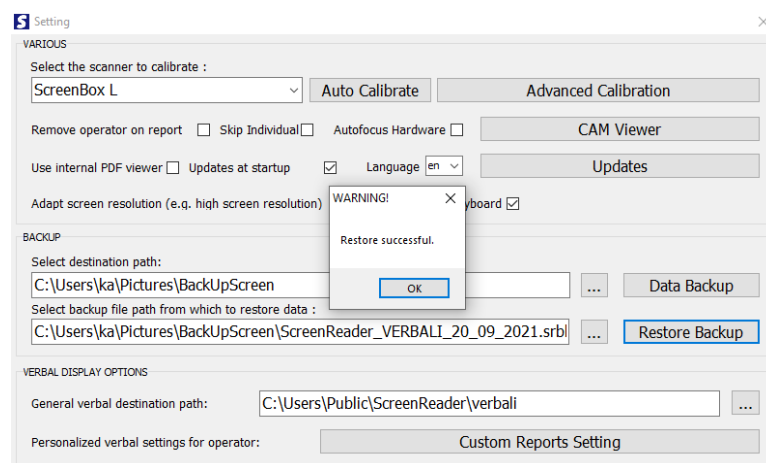 S Setting
VARIOUS
Select the scanner to calibrate :
ScreenBox L Auto Calibrate Advanced Calibration
Remove operator on report Skip Individual Autofocus Hardware CAM Viewer
Use internal PDF viewer Updates at startup Language en Updates
Adapt screen resolution (e.g. high screen resolution)
WARNING!
Restore successful.
OK
BACKUP
Select destination path:
C:\Users\ka\Pictures\BackUpScreen ... Data Backup
Select backup file path from which to restore data :
C:\Users\ka\Pictures\BackUpScreen\ScreenReader_VERBALI_20_09_2021.srbl ... Restore Backup
VERBAL DISPLAY OPTIONS
General verbal destination path: C:\Users\Public\ScreenReader\verbali ...
Personalized verbal settings for operator: Custom Reports Setting